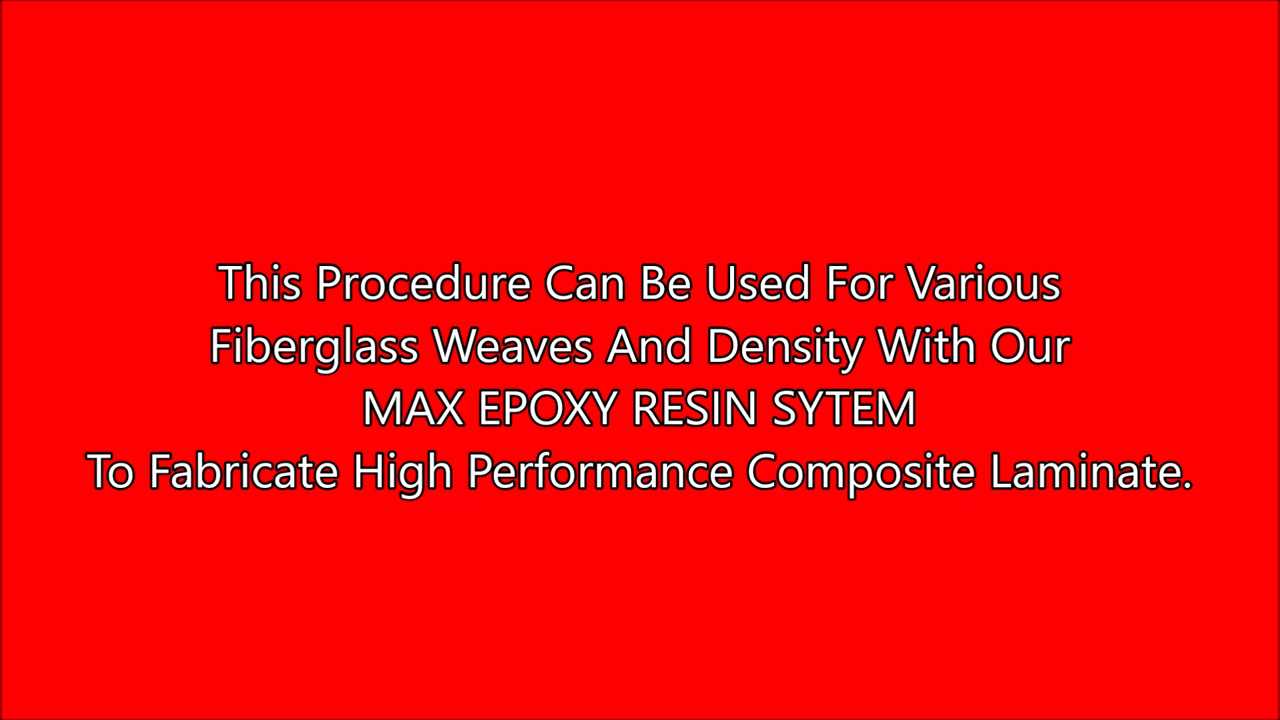 This Procedure Can Be Used For Various
Fiberglass Weaves And Density With Our
MAX EPOXY RESIN SYTEM
To Fabricate High Performance Composite Laminate.